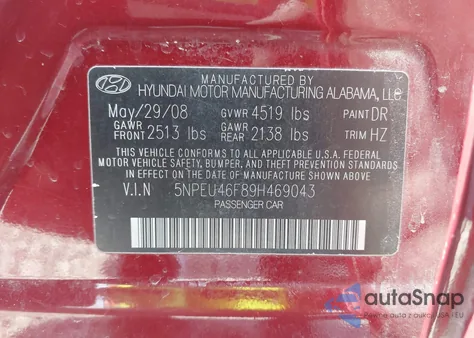 MANUFACTURED BY
HYUNDAI MOTOR MANUFACTURING ALABAMA, LLC
May/29/08 GVWR 4519 lbs PAINT DR
GAWR FRONT 2513 lbs GAWR REAR 2138 lbs TRIM HZ
THIS VEHICLE CONFORMS TO ALL APPLICABLE U.S.A. FEDERAL
MOTOR VEHICLE SAFETY, BUMPER, AND THEFT PREVENTION STANDARDS
IN EFFECT ON THE DATE OF MANUFACTURE SHOWN ABOVE.
V.I.N 5NPEU46F89H469043
PASSENGER CAR
autoSnap